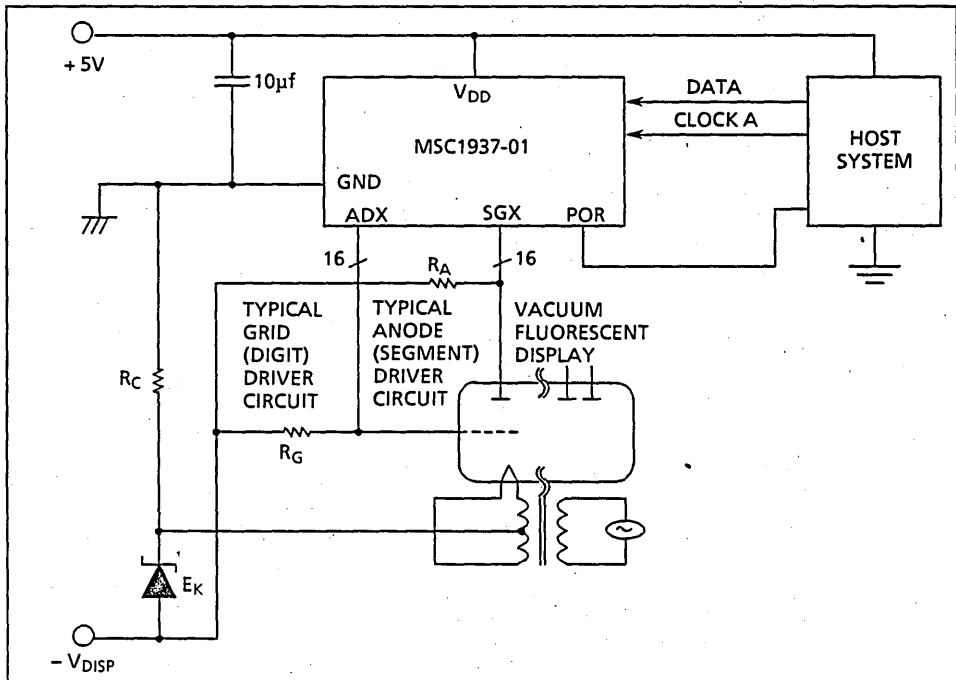 + 5V
10µf
VDD
MSC1937-01
GND
ADX
SGX
POR
DATA
CLOCK A
HOST
SYSTEM
16
RA
16
TYPICAL
GRID
(DIGIT)
DRIVER
CIRCUIT
TYPICAL
ANODE
(SEGMENT)
DRIVER
CIRCUIT
VACUUM
FLUORESCENT
DISPLAY
RC
RG
EK
– VDISP